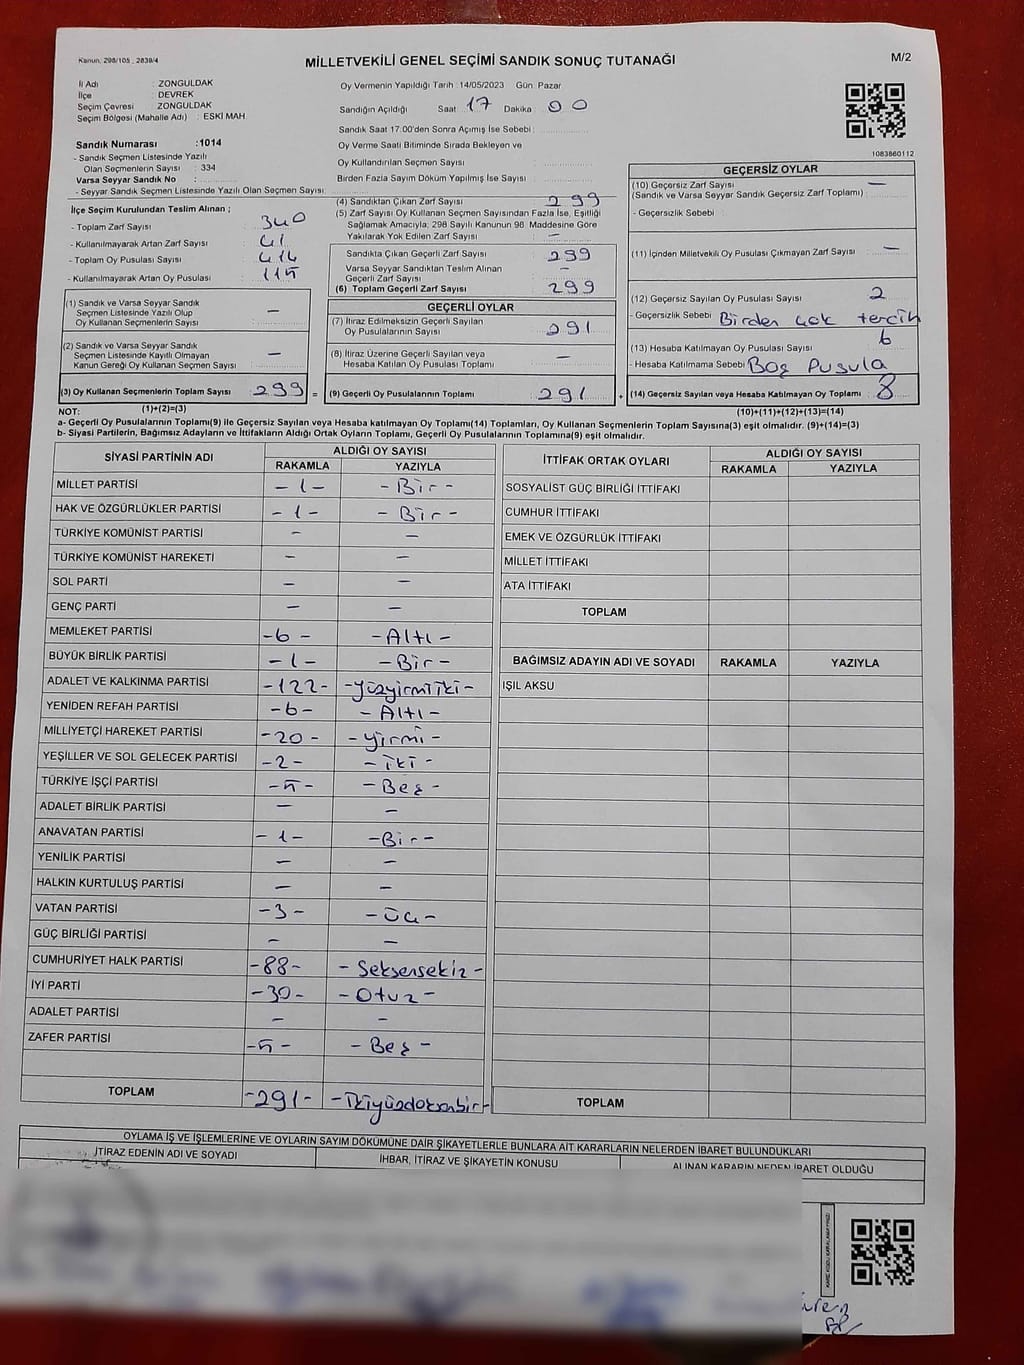 Kanun, 298/105 , 2839/4
MİLLETVEKİLİ GENEL SEÇİMİ SANDIK SONUÇ TUTANAĞI
M/2
İl Adı : ZONGULDAK
İlçe : DEVREK
Seçim Çevresi : ZONGULDAK
Seçim Bölgesi (Mahalle Adı) : ESKİ MAH.
Sandık Numarası :1014
- Sandık Seçmen Listesinde Yazılı
Olan Seçmenlerin Sayısı : 334
Varsa Seyyar Sandık No :
- Seyyar Sandık Seçmen Listesinde Yazılı Olan Seçmen Sayısı:
Oy Vermenin Yapıldığı Tarih :14/05/2023 Gün Pazar
Sandığın Açıldığı Saat 17 Dakika 00
Sandık Saat 17:00'den Sonra Açımış İse Sebebi :
Oy Verme Saati Bitiminde Sırada Bekleyen ve
Oy Kullandırılan Seçmen Sayısı :
Birden Fazla Sayım Döküm Yapılmış İse Sayısı :
1083860112
İlçe Seçim Kurulundan Teslim Alınan ;
- Toplam Zarf Sayısı : 340
- Kullanılmayarak Artan Zarf Sayısı : 41
- Toplam Oy Pusulası Sayısı : 414
- Kullanılmayarak Artan Oy Pusulası : 115
(4) Sandıktan Çıkan Zarf Sayısı : 299
(5) Zarf Sayısı Oy Kullanan Seçmen Sayısından Fazla İse, Eşitliği
Sağlamak Amacıyla; 298 Sayılı Kanunun 98. Maddesine Göre
Yakılarak Yok Edilen Zarf Sayısı : –
Sandıkta Çıkan Geçerli Zarf Sayısı : 299
Varsa Seyyar Sandıktan Teslim Alınan
Geçerli Zarf Sayısı : –
(6) Toplam Geçerli Zarf Sayısı : 299
(1) Sandık ve Varsa Seyyar Sandık
Seçmen Listesinde Yazılı Olup
Oy Kullanan Seçmenlerin Sayısı : –
(2) Sandık ve Varsa Seyyar Sandık
Seçmen Listesinde Kayıtlı Olmayan
Kanun Gereği Oy Kullanan Seçmen Sayısı : –
(3) Oy Kullanan Seçmenlerin Toplam Sayısı : 299 =
GEÇERLİ OYLAR
(7) İtiraz Edilmeksizin Geçerli Sayılan
Oy Pusulalarının Sayısı : 291
(8) İtiraz Üzerine Geçerli Sayılan veya
Hesaba Katılan Oy Pusulalarının Toplamı : –
(9) Geçerli Oy Pusulalarının Toplamı : 291 +
GEÇERSİZ OYLAR
(10) Geçersiz Zarf Sayısı : –
(Sandık ve Varsa Seyyar Sandık Geçersiz Zarf Toplamı)
- Geçersizlik Sebebi :
(11) İçinden Milletvekili Oy Pusulası Çıkmayan Zarf Sayısı : –
(12) Geçersiz Sayılan Oy Pusulası Sayısı : 2
- Geçersizlik Sebebi : Birden çok tercih
(13) Hesaba Katılmayan Oy Pusulası Sayısı : 6
- Hesaba Katılmama Sebebi : Boş Pusula
(14) Geçersiz Sayılan veya Hesaba Katılmayan Oy Toplamı : 8
NOT: (1)+(2)=(3) (10)+(11)+(12)+(13)=(14)
a- Geçerli Oy Pusulalarının Toplamı(9) ile Geçersiz Sayılan veya Hesaba katılmayan Oy Toplamı(14) Toplamları, Oy Kullanan Seçmenlerin Toplam Sayısına(3) eşit olmalıdır. (9)+(14)=(3)
b- Siyasi Partilerin, Bağımsız Adayların ve İttifakların Aldığı Ortak Oyların Toplamı, Geçerli Oy Pusulalarının Toplamına(9) eşit olmalıdır.
SİYASİ PARTİNİN ADI ALDIĞI OY SAYISI
RAKAMLA YAZIYLA
MİLLET PARTİSİ -1- -Bir-
HAK VE ÖZGÜRLÜKLER PARTİSİ -1- -Bir-
TÜRKİYE KOMÜNİST PARTİSİ – –
TÜRKİYE KOMÜNİST HAREKETİ – –
SOL PARTİ – –
GENÇ PARTİ – –
MEMLEKET PARTİSİ -6- -Altı-
BÜYÜK BİRLİK PARTİSİ -1- -Bir-
ADALET VE KALKINMA PARTİSİ -122- -yüzyirmiiki-
YENİDEN REFAH PARTİSİ -6- -Altı-
MİLLİYETÇİ HAREKET PARTİSİ -20- -yirmi-
YEŞİLLER VE SOL GELECEK PARTİSİ -2- -iki-
TÜRKİYE İŞÇİ PARTİSİ -5- -Beş-
ADALET BİRLİK PARTİSİ – –
ANAVATAN PARTİSİ -1- -Bir-
YENİLİK PARTİSİ – –
HALKIN KURTULUŞ PARTİSİ – –
VATAN PARTİSİ -3- -Üç-
GÜÇ BİRLİĞİ PARTİSİ – –
CUMHURİYET HALK PARTİSİ -88- -Seksensekiz-
İYİ PARTİ -30- -Otuz-
ADALET PARTİSİ – –
ZAFER PARTİSİ -5- -Beş-
TOPLAM -291- -ikiyüzdoksanbir-
İTTİFAK ORTAK OYLARI ALDIĞI OY SAYISI
RAKAMLA YAZIYLA
SOSYALİST GÜÇ BİRLİĞİ İTTİFAKI
CUMHUR İTTİFAKI
EMEK VE ÖZGÜRLÜK İTTİFAKI
MİLLET İTTİFAKI
ATA İTTİFAKI
TOPLAM
BAĞIMSIZ ADAYIN ADI VE SOYADI RAKAMLA YAZIYLA
IŞIL AKSU
TOPLAM
OYLAMA İŞ VE İŞLEMLERİNE VE OYLARIN SAYIM DÖKÜMÜNE DAİR ŞİKAYETLERLE BUNLARA AİT KARARLARIN NELERDEN İBARET BULUNDUKLARI
İTİRAZ EDENİN ADI VE SOYADI İHBAR, İTİRAZ VE ŞİKAYETİN KONUSU ALINAN KARARIN NEDEN İBARET OLDUĞU